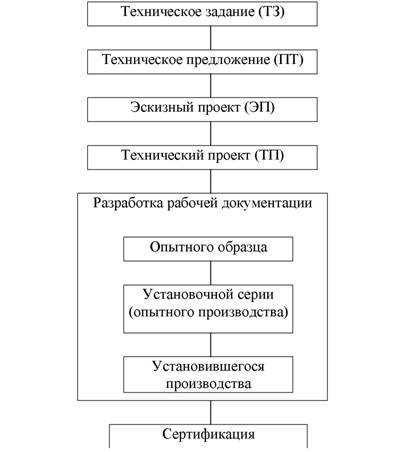 Техническое задание (ТЗ)
Техническое предложение (ПТ)
Эскизный проект (ЭП)
Технический проект (ТП)
Разработка рабочей документации
Опытного образца
Установочной серии
(опытного производства)
Установившегося
производства
Сертификация